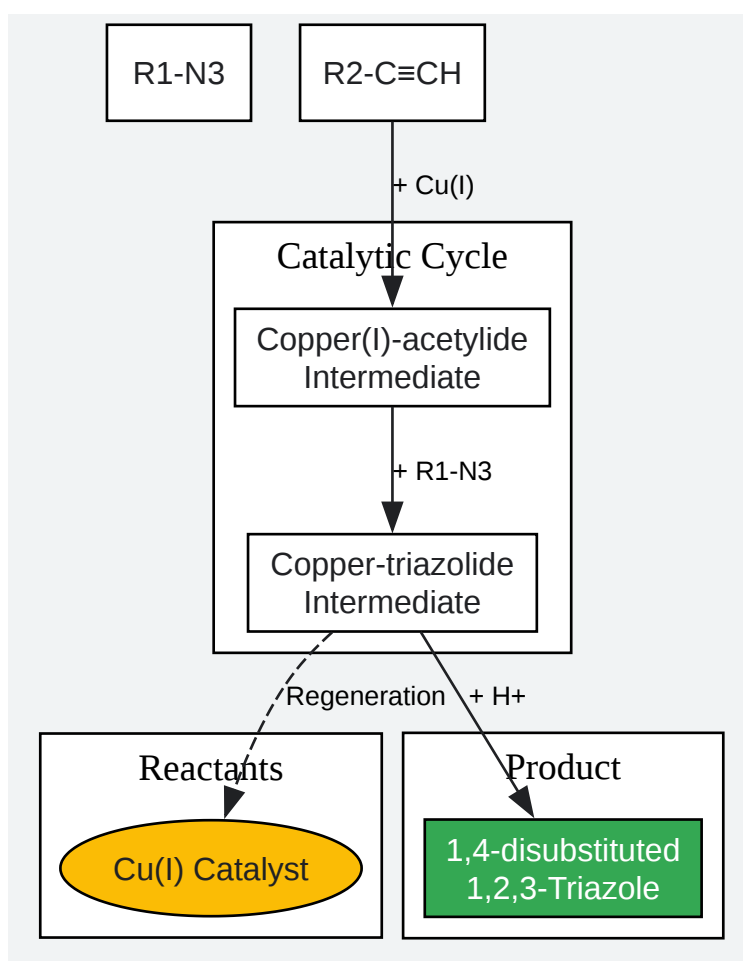 R1-N3
R2-C≡CH
+ Cu(I)
Catalytic Cycle
Copper(I)-acetylide
Intermediate
+ R1-N3
Copper-triazolide
Intermediate
Regeneration
+ H+
Reactants
Product
Cu(I) Catalyst
1,4-disubstituted
1,2,3-Triazole